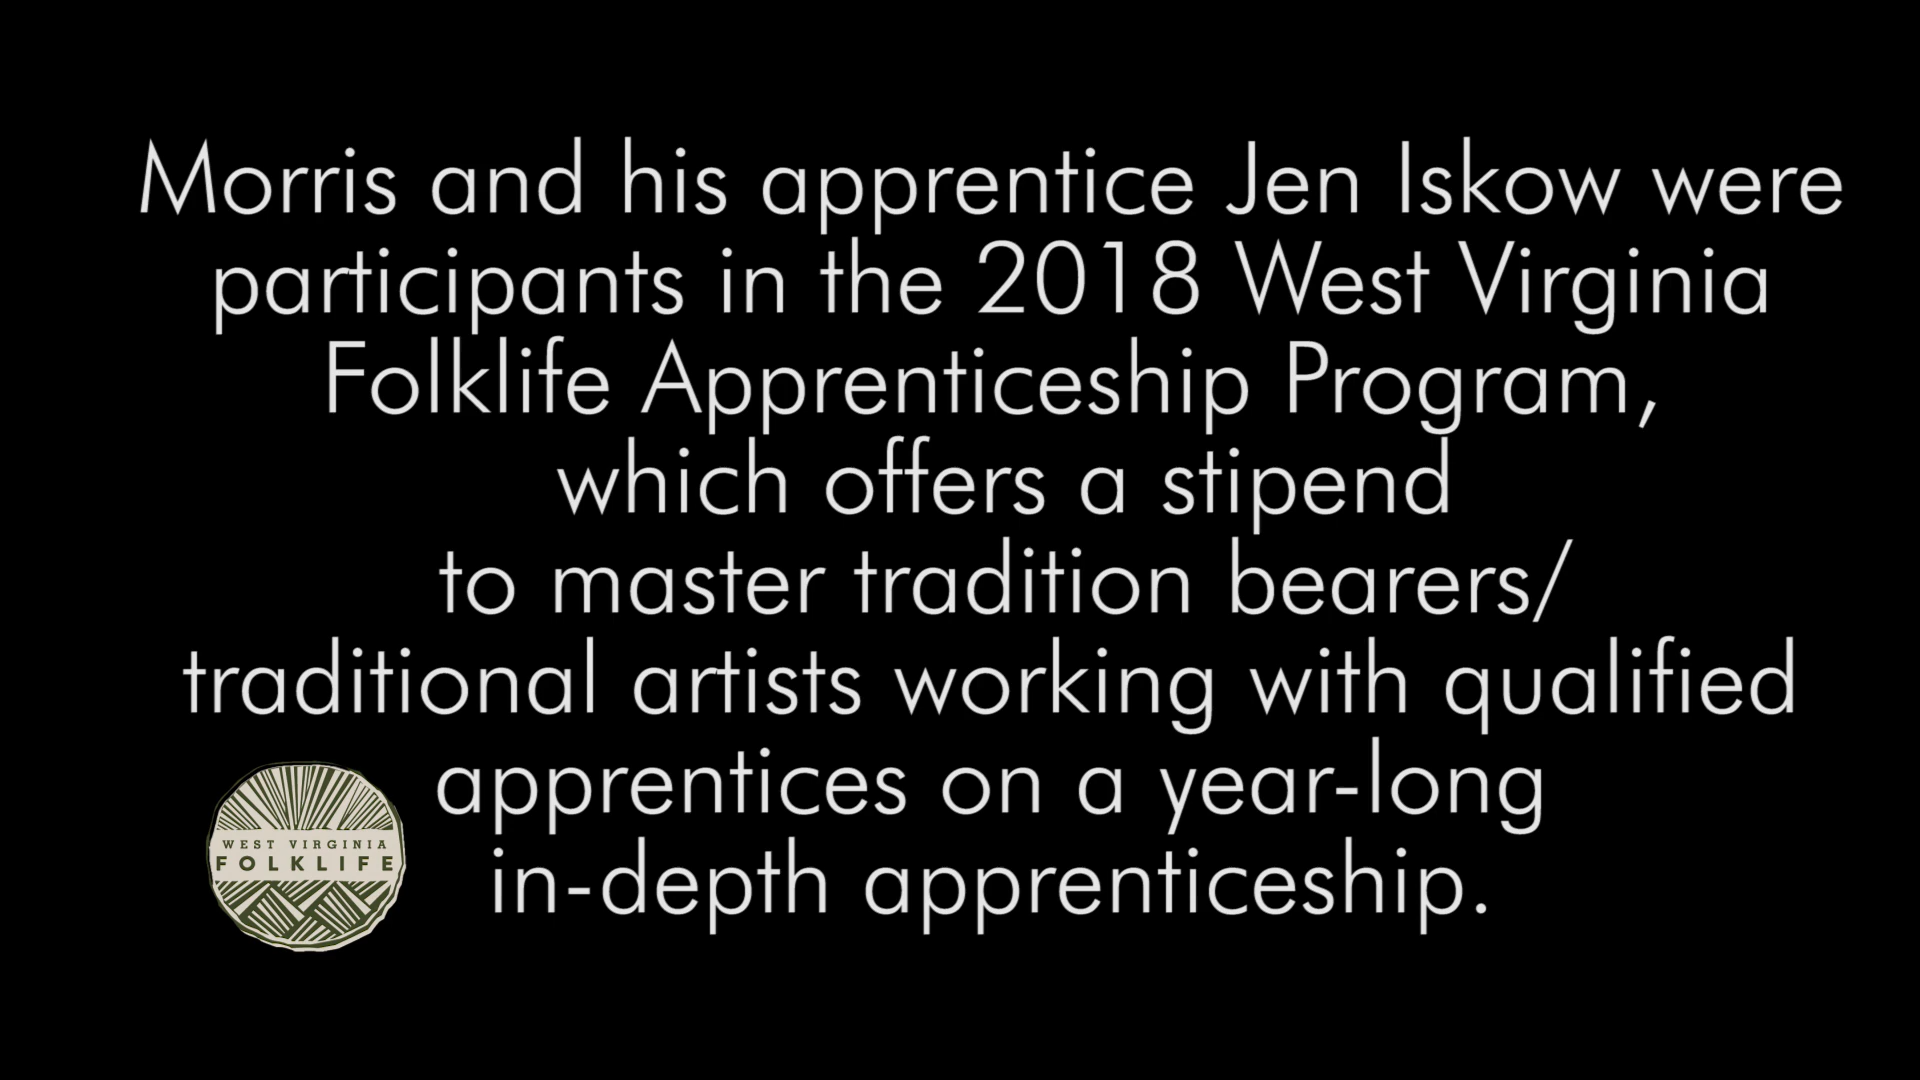 Morris and his apprentice Jen Iskow were
participants in the 2018 West Virginia
Folklife Apprenticeship Program,
which offers a stipend
to master tradition bearers/
traditional artists working with qualified
apprentices on a year-long
in-depth apprenticeship.
WEST VIRGINIA
FOLKLIFE